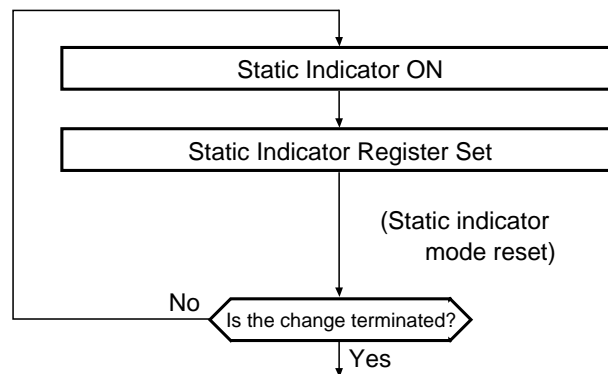 Static Indicator ON
Static Indicator Register Set
(Static indicator
mode reset)
No
Is the change terminated?
Yes